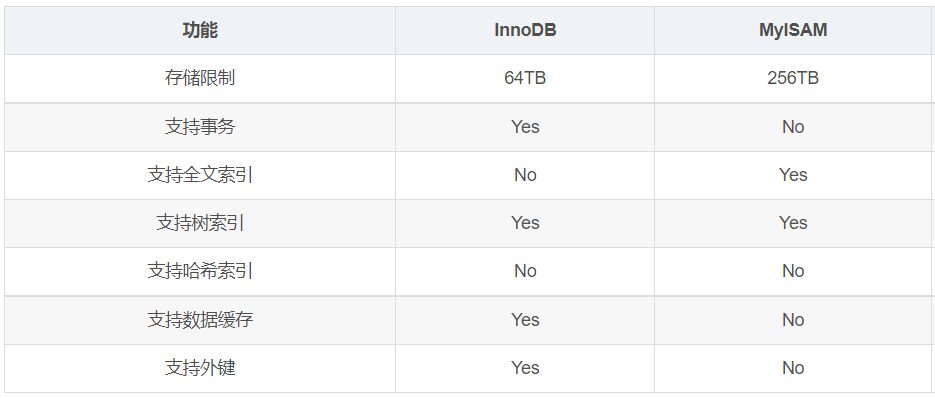 功能 InnoDB MyISAM
存储限制 64TB 256TB
支持事务 Yes No
支持全文索引 No Yes
支持树索引 Yes Yes
支持哈希索引 No No
支持数据缓存 Yes No
支持外键 Yes No